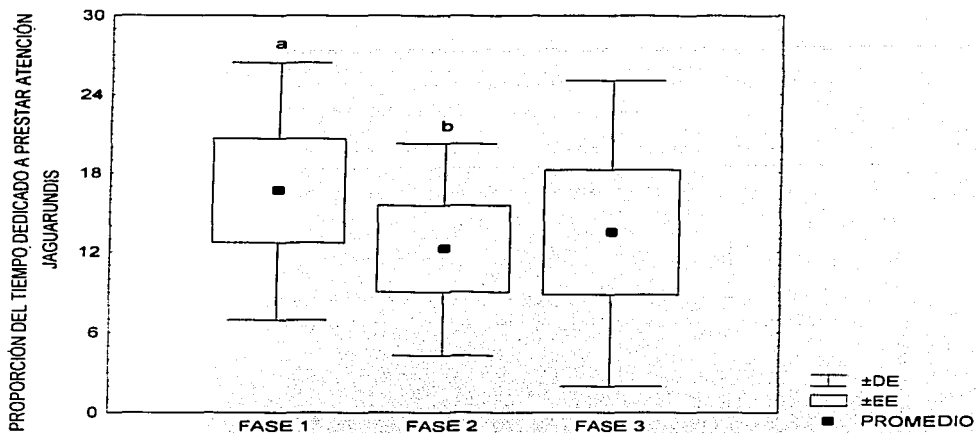 PROPORCIÓN DEL TIEMPO DEDICADO A PRESTAR ATENCIÓN
JAGUARUNDIS
30
24
18
12
6
0
a
b
FASE 1
FASE 2
FASE 3
±DE
±EE
PROMEDIO